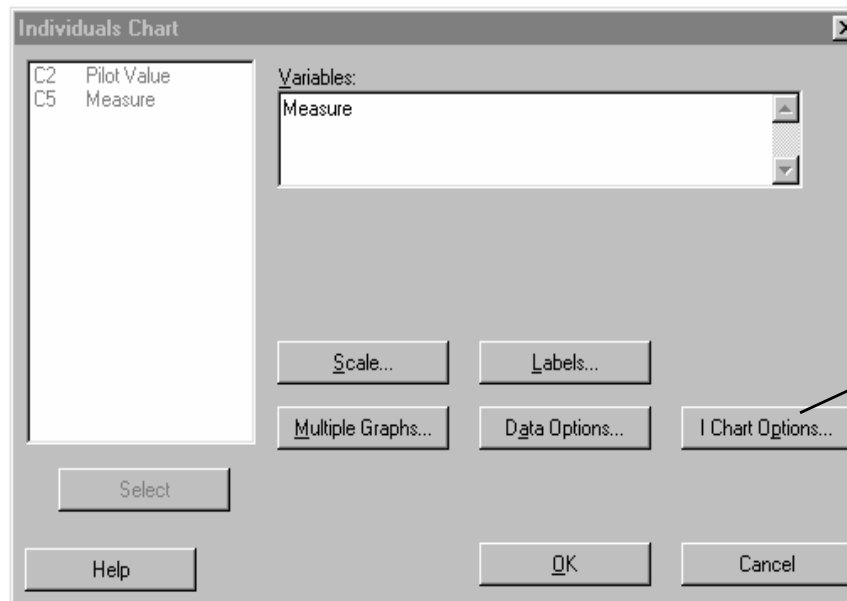 Individuals Chart
C2 Pilot Value
C5 Measure
Variables:
Measure
Scale...
Labels...
Multiple Graphs...
Data Options...
I Chart Options...
Select
Help
OK
Cancel